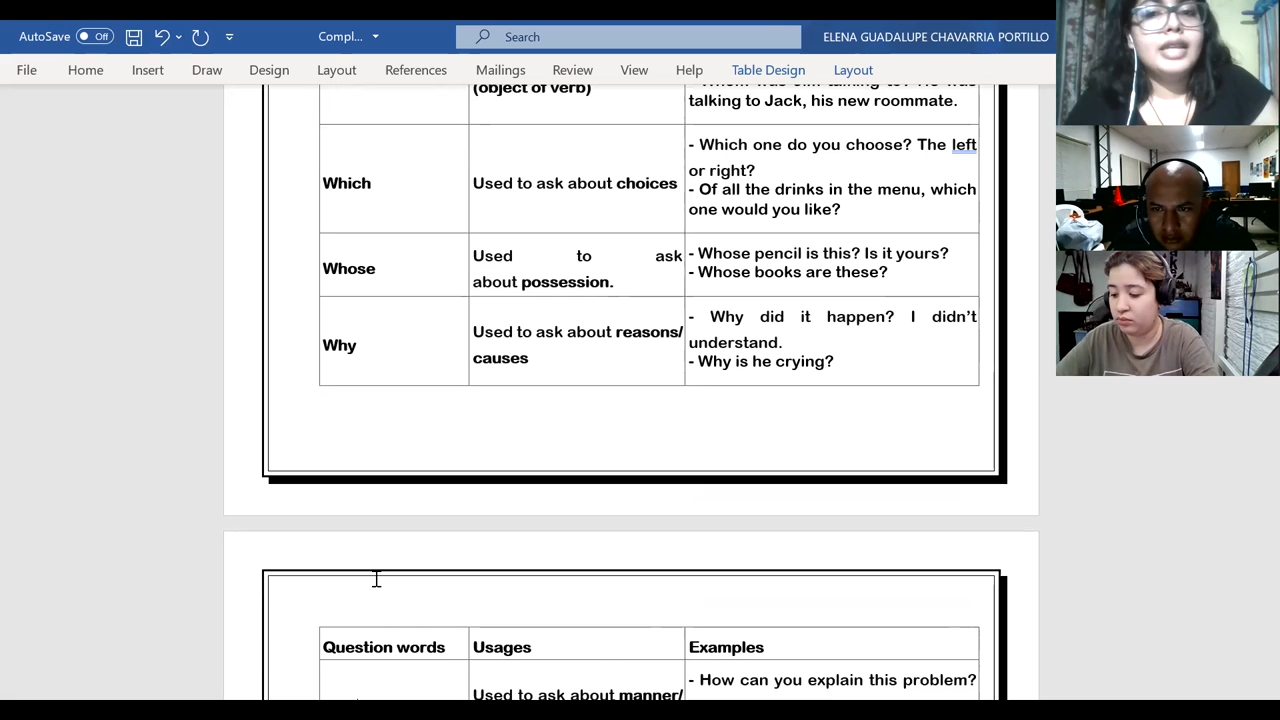 AutoSave Off Compl... Search ELENA GUADALUPE CHAVARRIA PORTILLO
File Home Insert Draw Design Layout References Mailings Review View Help Table Design Layout
(object of verb)
talking to Jack, his new roommate.
Which
Used to ask about choices
- Which one do you choose? The left
or right?
- Of all the drinks in the menu, which
one would you like?
Whose
Used to ask
about possession.
- Whose pencil is this? Is it yours?
- Whose books are these?
Why
Used to ask about reasons/
causes
- Why did it happen? I didn’t
understand.
- Why is he crying?
Question words Usages Examples
Used to ask about manner/
- How can you explain this problem?